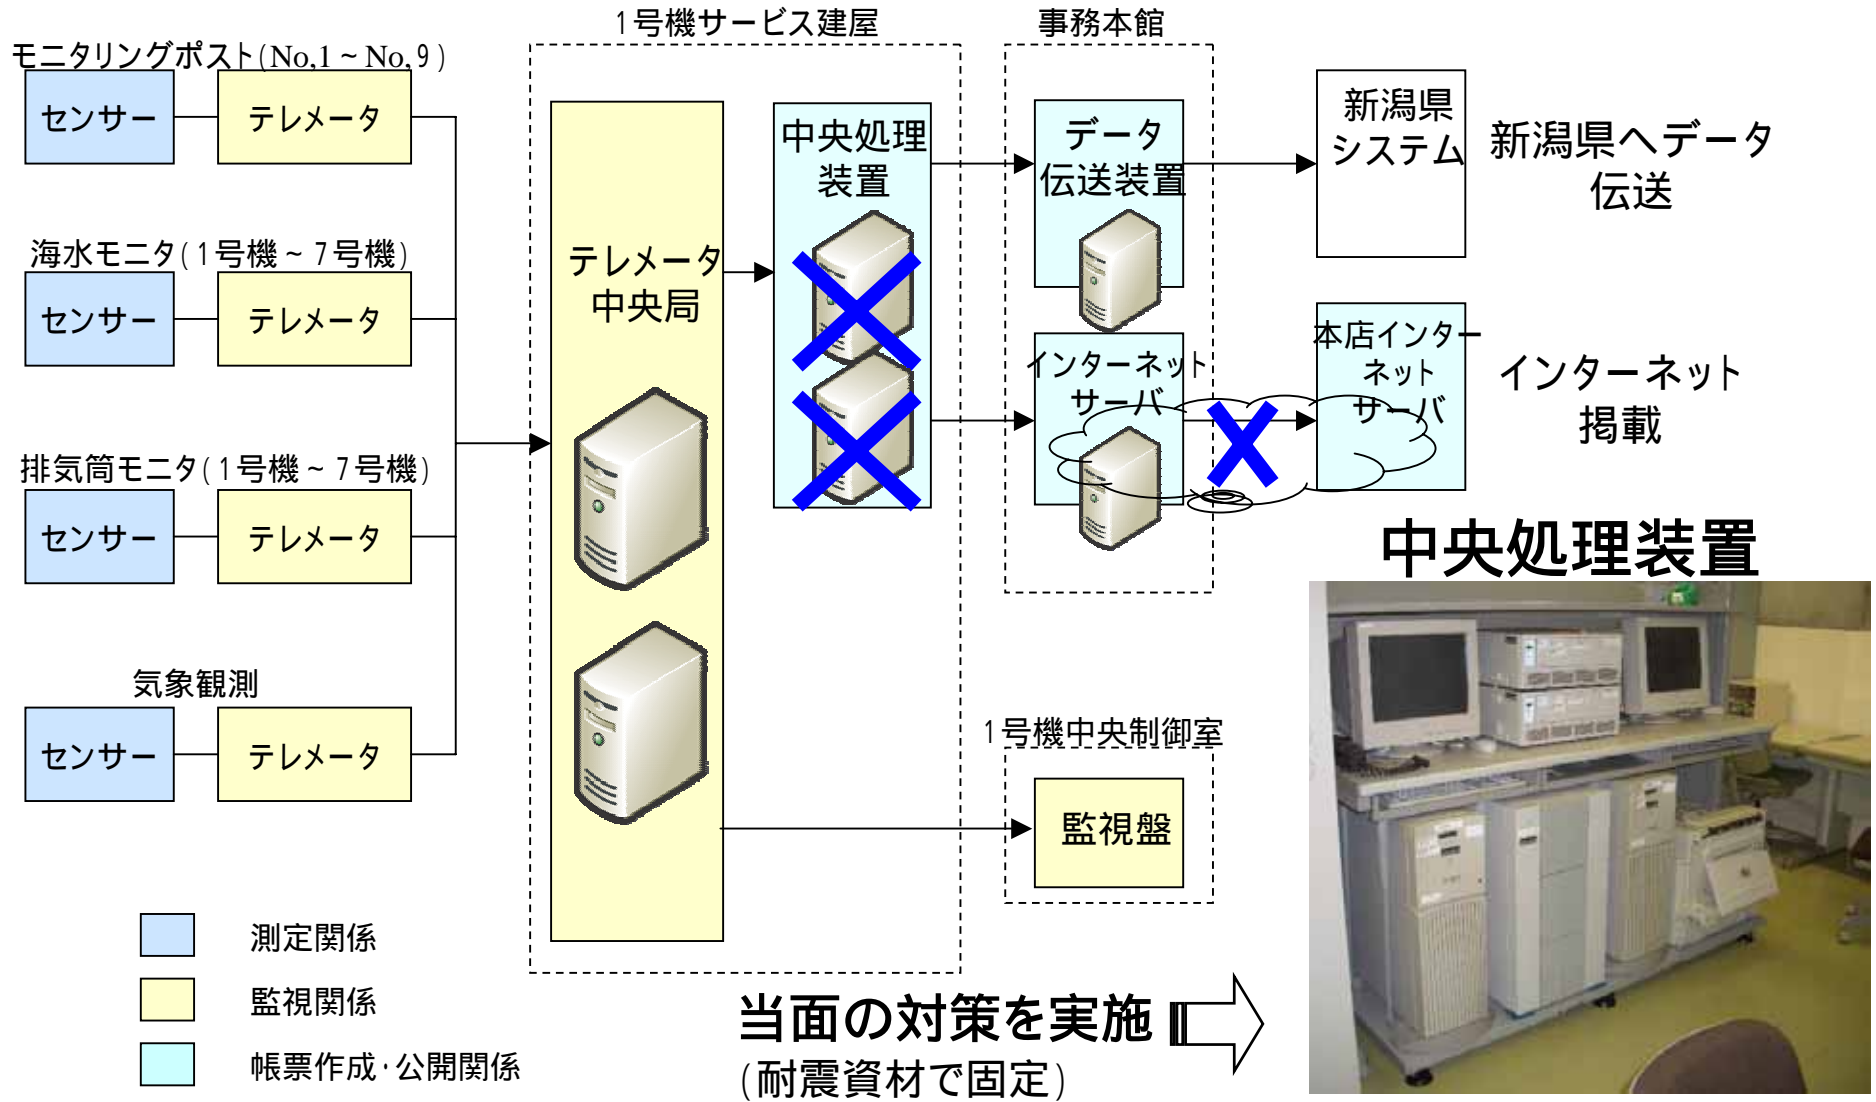 1号機サービス建屋
事務本館
モニタリングポスト(No,1～No,9)
センサー
テレメータ
海水モニタ(1号機～7号機)
センサー
テレメータ
排気筒モニタ(1号機～7号機)
センサー
テレメータ
気象観測
センサー
テレメータ
テレメータ
中央局
中央処理
装置
データ
伝送装置
新潟県
システム
新潟県へデータ
伝送
インターネット
サーバ
本店インター
ネット
サーバ
インターネット
掲載
中央処理装置
1号機中央制御室
監視盤
測定関係
監視関係
帳票作成・公開関係
当面の対策を実施
(耐震資材で固定)